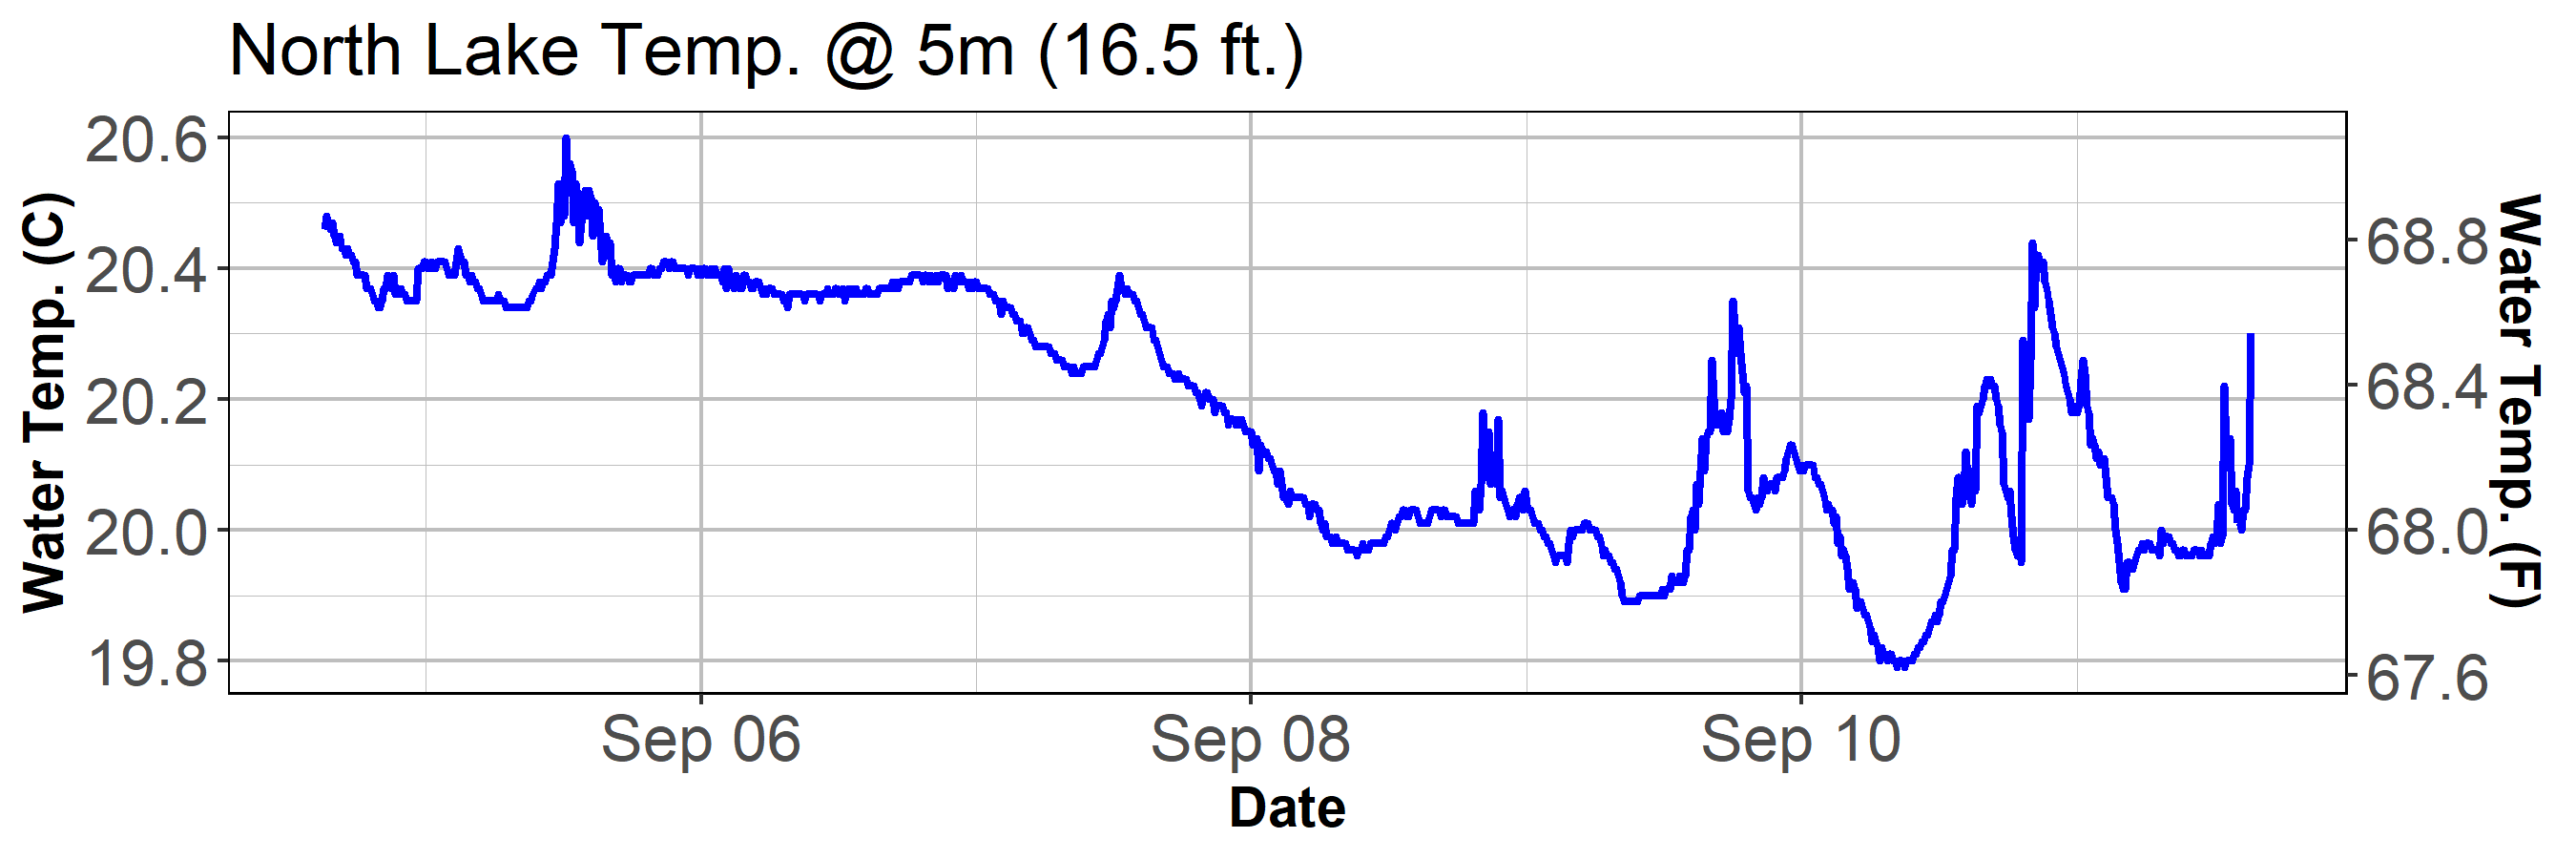 North Lake Temp. @ 5m (16.5 ft.)
Water Temp. (C)
20.6
20.4
20.2
20.0
19.8
68.8
68.4
68.0
67.6
Water Temp. (F)
Sep 06 Sep 08 Sep 10
Date